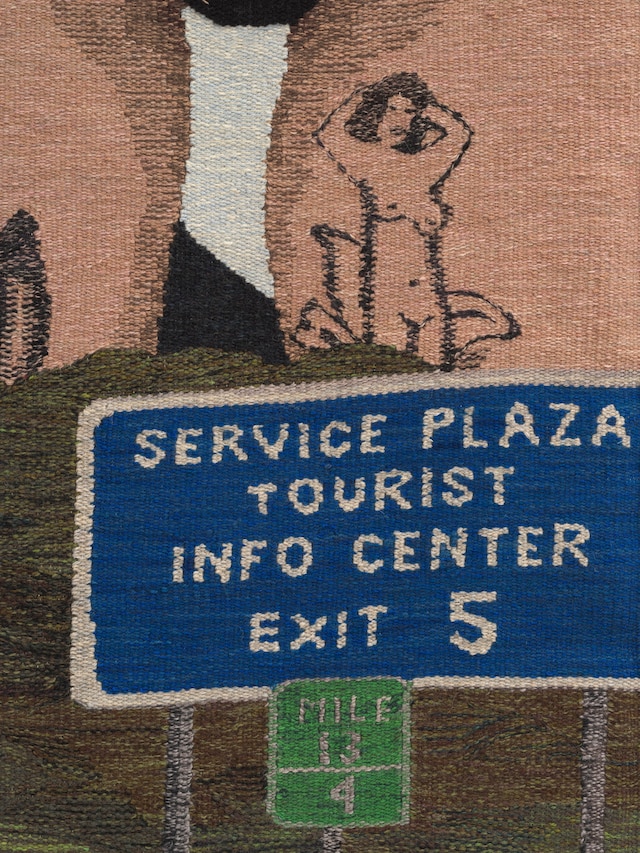 SERVICE PLAZA
TOURIST
INFO CENTER
EXIT 5
MILE
13
4